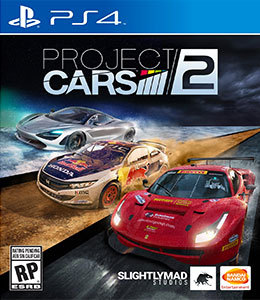 PS4
PROJECT
CARS 2
RATING PENDING
RP
ESRB
SLIGHTLYMAD
STUDIOS
BANDAI
NAMCO
Entertainment